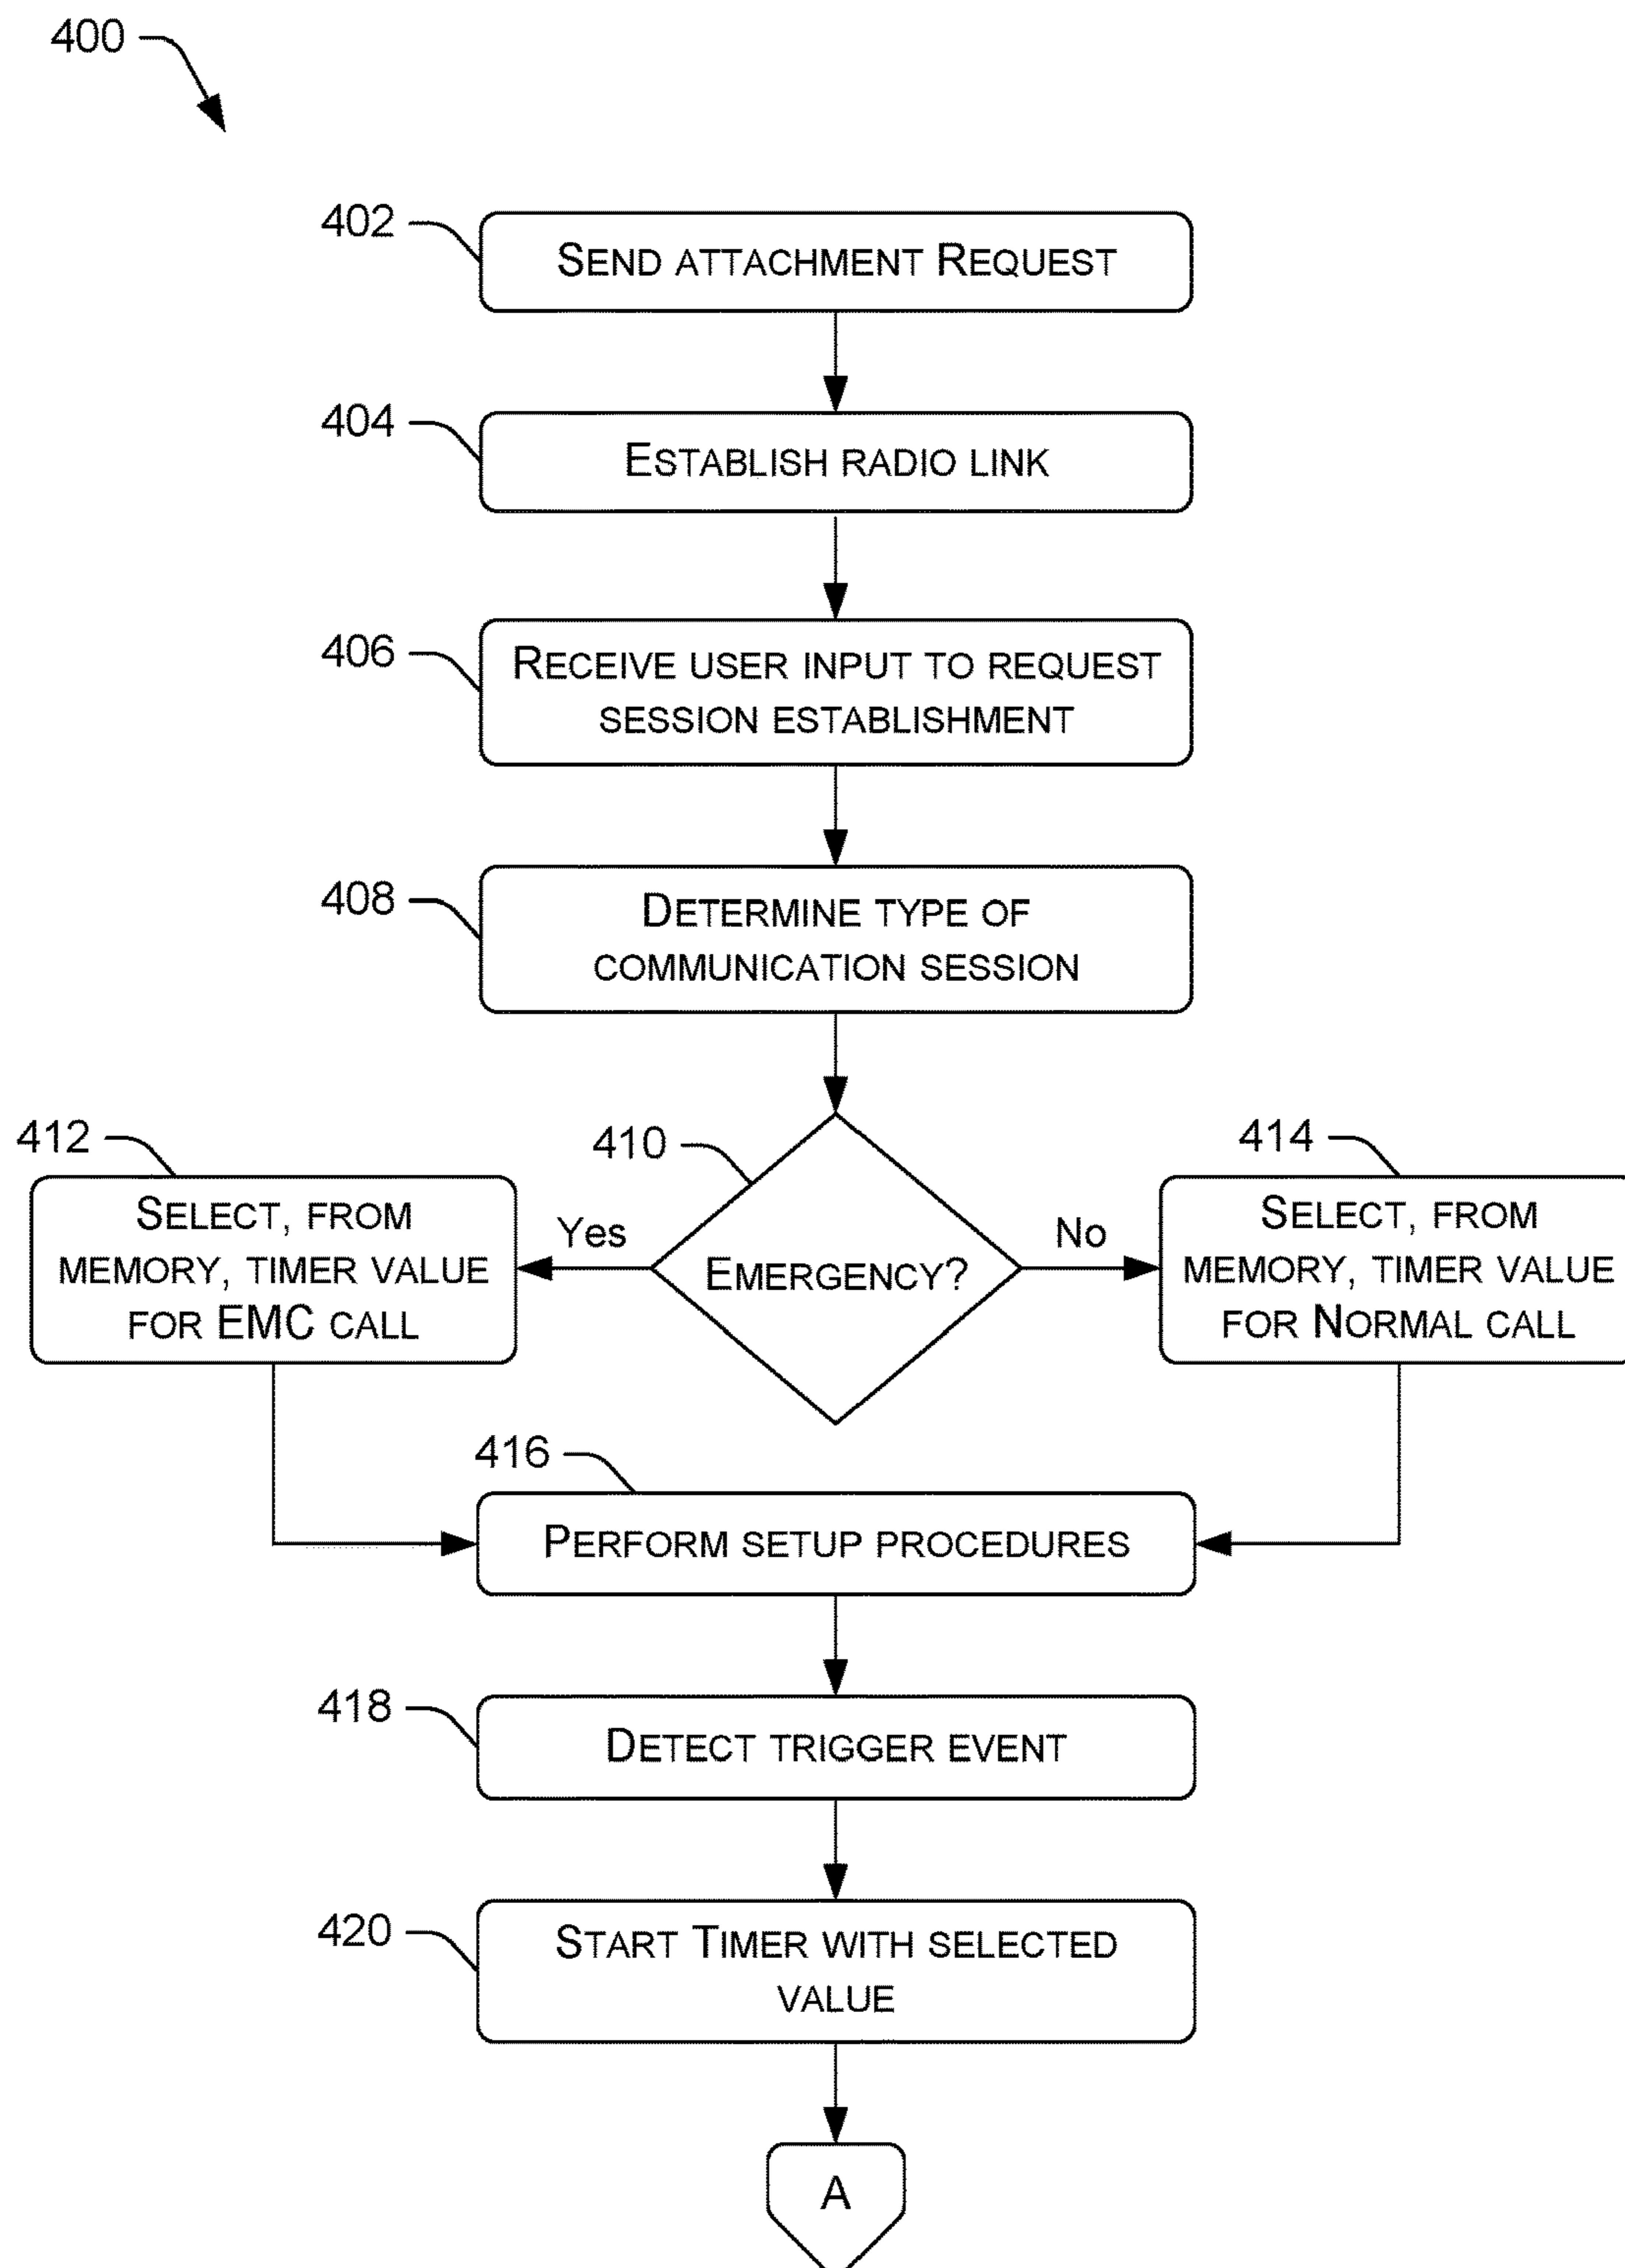 400
402
SEND ATTACHMENT REQUEST
404
ESTABLISH RADIO LINK
406
RECEIVE USER INPUT TO REQUEST
SESSION ESTABLISHMENT
408
DETERMINE TYPE OF
COMMUNICATION SESSION
412
SELECT, FROM
MEMORY, TIMER VALUE
FOR EMC CALL
Yes
410
EMERGENCY?
No
414
SELECT, FROM
MEMORY, TIMER VALUE
FOR NORMAL CALL
416
PERFORM SETUP PROCEDURES
418
DETECT TRIGGER EVENT
420
START TIMER WITH SELECTED
VALUE
A